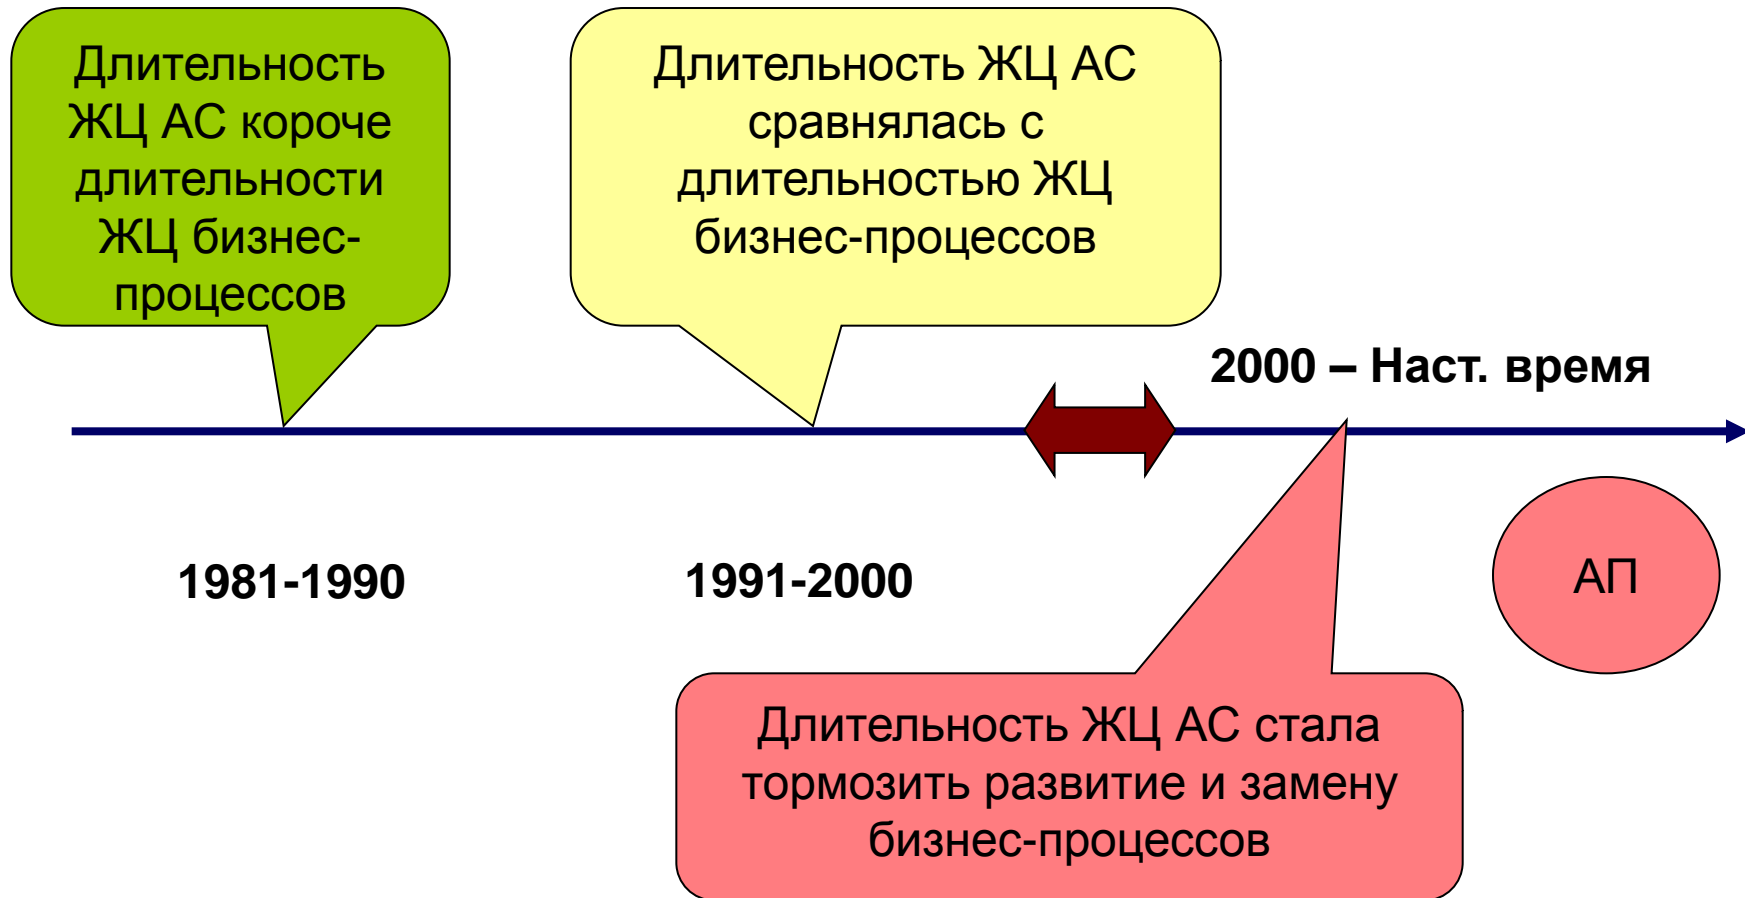 Длительность
ЖЦ АС короче
длительности
ЖЦ бизнес-
процессов
Длительность ЖЦ АС
сравнялась с
длительностью ЖЦ
бизнес-процессов
2000 – Наст. время
1981-1990
1991-2000
АП
Длительность ЖЦ АС стала
тормозить развитие и замену
бизнес-процессов